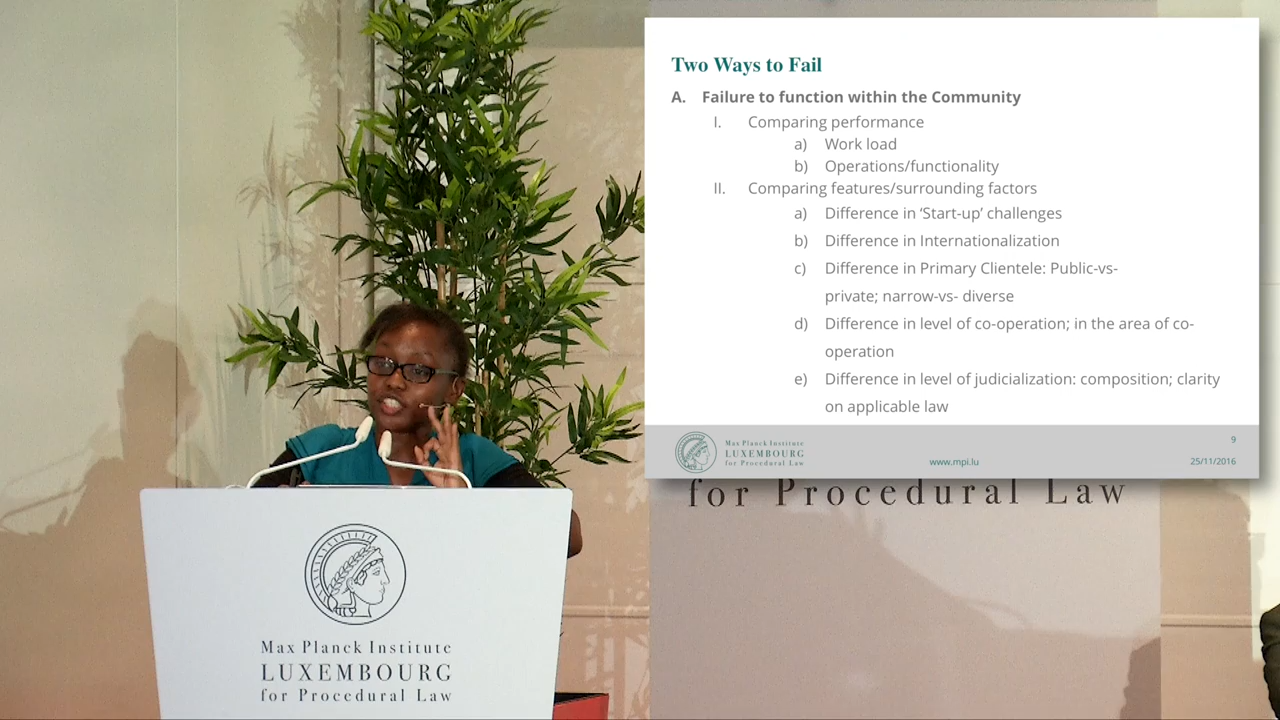 Two Ways to Fail
A. Failure to function within the Community
I. Comparing performance
a) Work load
b) Operations/functionality
II. Comparing features/surrounding factors
a) Difference in ‘Start-up’ challenges
b) Difference in Internationalization
c) Difference in Primary Clientele: Public-vs-
private; narrow-vs- diverse
d) Difference in level of co-operation; in the area of co-
operation
e) Difference in level of judicialization: composition; clarity
on applicable law
Max Planck Institute
LUXEMBOURG
for Procedural Law
www.mpi.lu
9
25/11/2016
for Procedural Law
Max Planck Institute
LUXEMBOURG
for Procedural Law